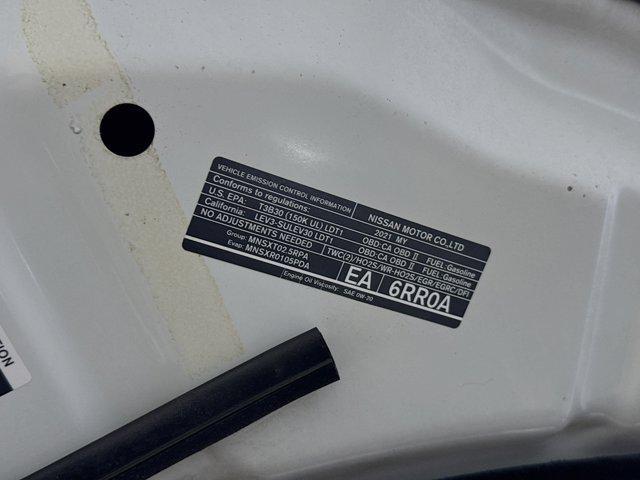 VEHICLE EMISSION CONTROL INFORMATION NISSAN MOTOR CO.,LTD
Conforms to regulations: 2021 MY
U.S. EPA: T3B30 (150K UL) LDT1 OBD: CA OBD II FUEL: Gasoline
California: LEV3-SULEV30 LDT1 OBD: CA OBD II FUEL: Gasoline
NO ADJUSTMENTS NEEDED TWC(2)/HO2S/WR-HO2S/EGR/EGRC/DFI
Group: MNSXT02.5RPA
Evap: MNSXR0105PDA
EA 6RR0A
Engine Oil Viscosity: SAE 0W-20
TION